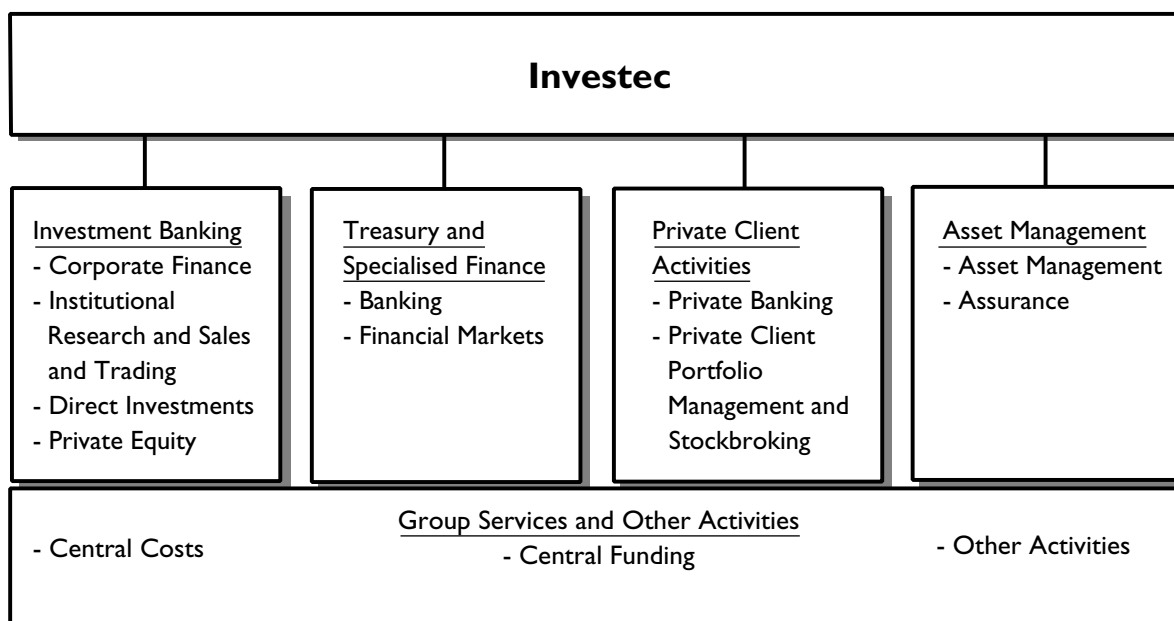 Investec
Investment Banking
- Corporate Finance
- Institutional
Research and Sales
and Trading
- Direct Investments
- Private Equity
Treasury and
Specialised Finance
- Banking
- Financial Markets
Private Client
Activities
- Private Banking
- Private Client
Portfolio
Management and
Stockbroking
Asset Management
- Asset Management
- Assurance
Group Services and Other Activities
- Central Costs
- Central Funding
- Other Activities